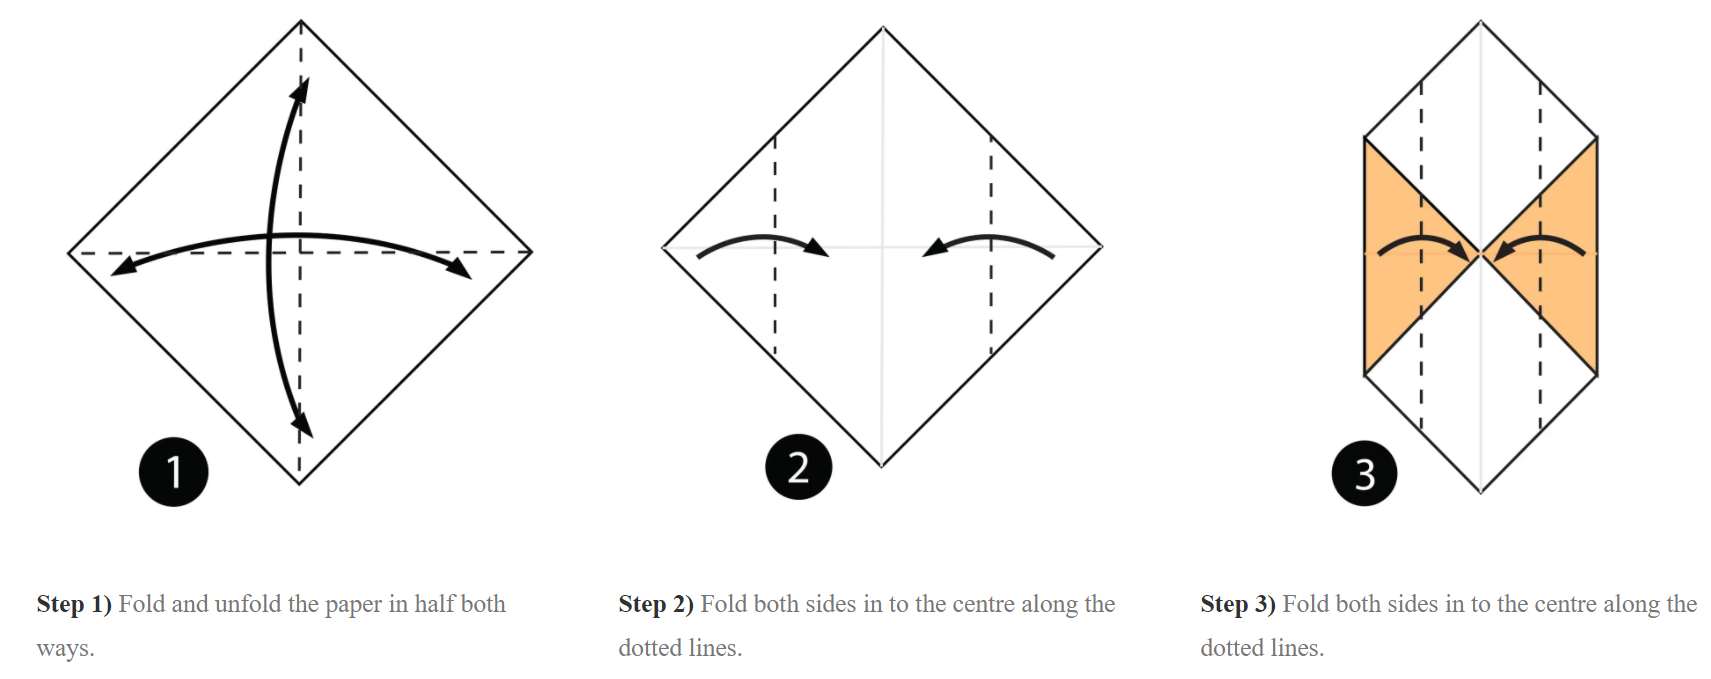 1
2
3
Step 1) Fold and unfold the paper in half both
ways.
Step 2) Fold both sides in to the centre along the
dotted lines.
Step 3) Fold both sides in to the centre along the
dotted lines.